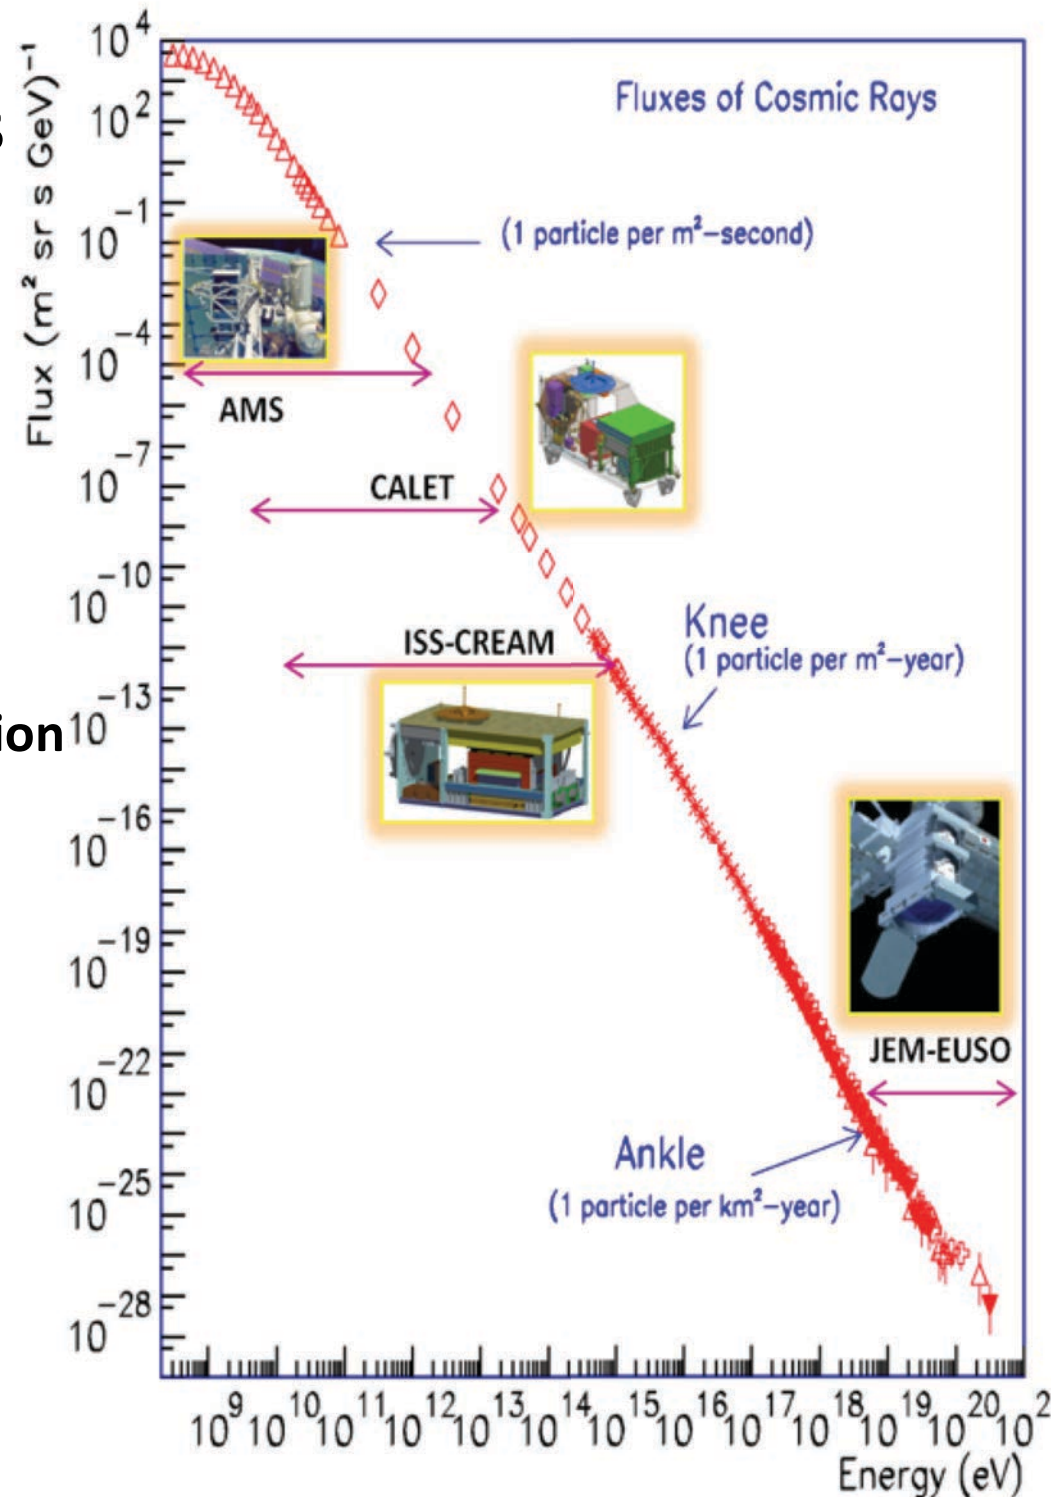 Fluxes of Cosmic Rays
Flux (m² sr s GeV)⁻¹
10⁴
10²
10⁻¹
10⁻⁴
10⁻⁷
10⁻¹⁰
10⁻¹³
10⁻¹⁶
10⁻¹⁹
10⁻²²
10⁻²⁵
10⁻²⁸
(1 particle per m²−second)
AMS
CALET
ISS-CREAM
Knee
(1 particle per m²−year)
ion
JEM-EUSO
Ankle
(1 particle per km²−year)
10⁹ 10¹⁰ 10¹¹ 10¹² 10¹³ 10¹⁴ 10¹⁵ 10¹⁶ 10¹⁷ 10¹⁸ 10¹⁹ 10²⁰ 10²
Energy (eV)